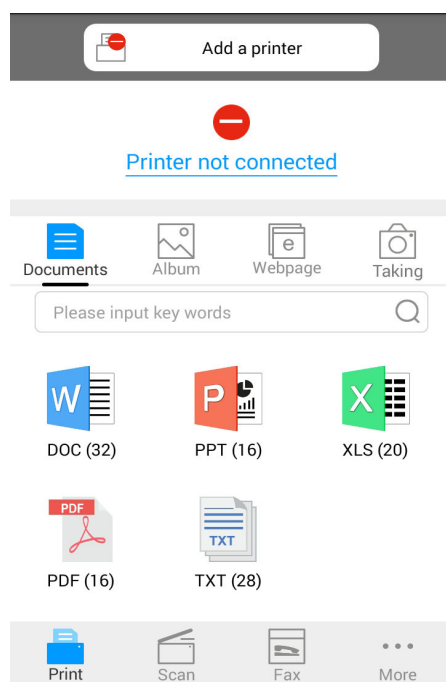 Add a printer
Printer not connected
Documents Album Webpage Taking
Please input key words
W P X
DOC (32) PPT (16) XLS (20)
PDF TXT
PDF (16) TXT (28)
Print Scan Fax More